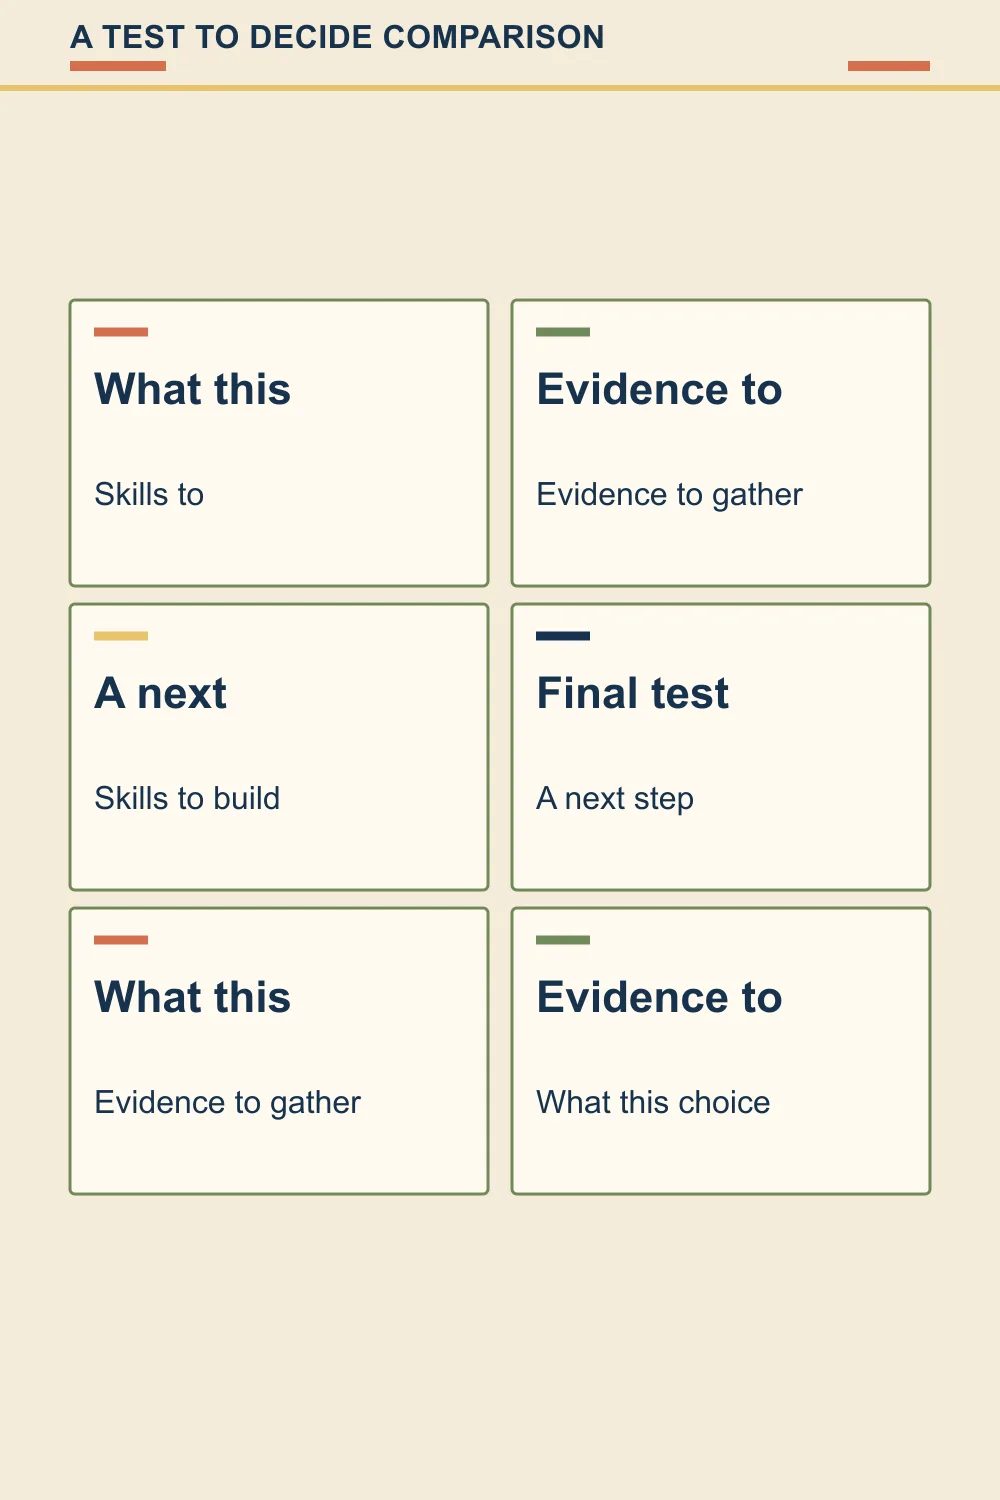 A TEST TO DECIDE COMPARISON
What this
Skills to
Evidence to
Evidence to gather
A next
Skills to build
Final test
A next step
What this
Evidence to gather
Evidence to
What this choice